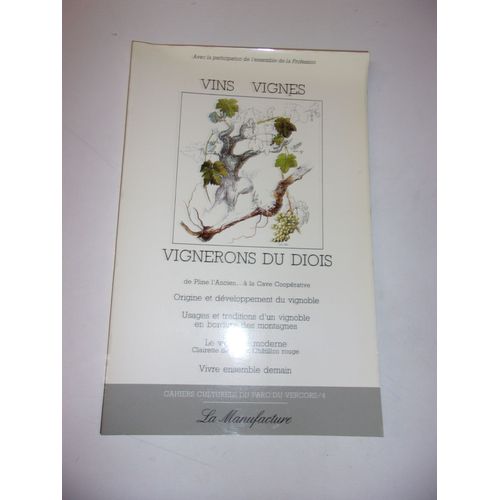 Avec la participation de l'ensemble de la Profession
VINS VIGNES
VIGNERONS DU DIOIS
de Pline l'Ancien... à la Cave Coopérative
Origine et développement du vignoble
Usages et traditions d'un vignoble
en bordure des montagnes
Le moderne
Clairette Châtillon rouge
Vivre ensemble demain
CAHIERS CULTURELS DU PARC DU VERCORS/4
La Manufacture